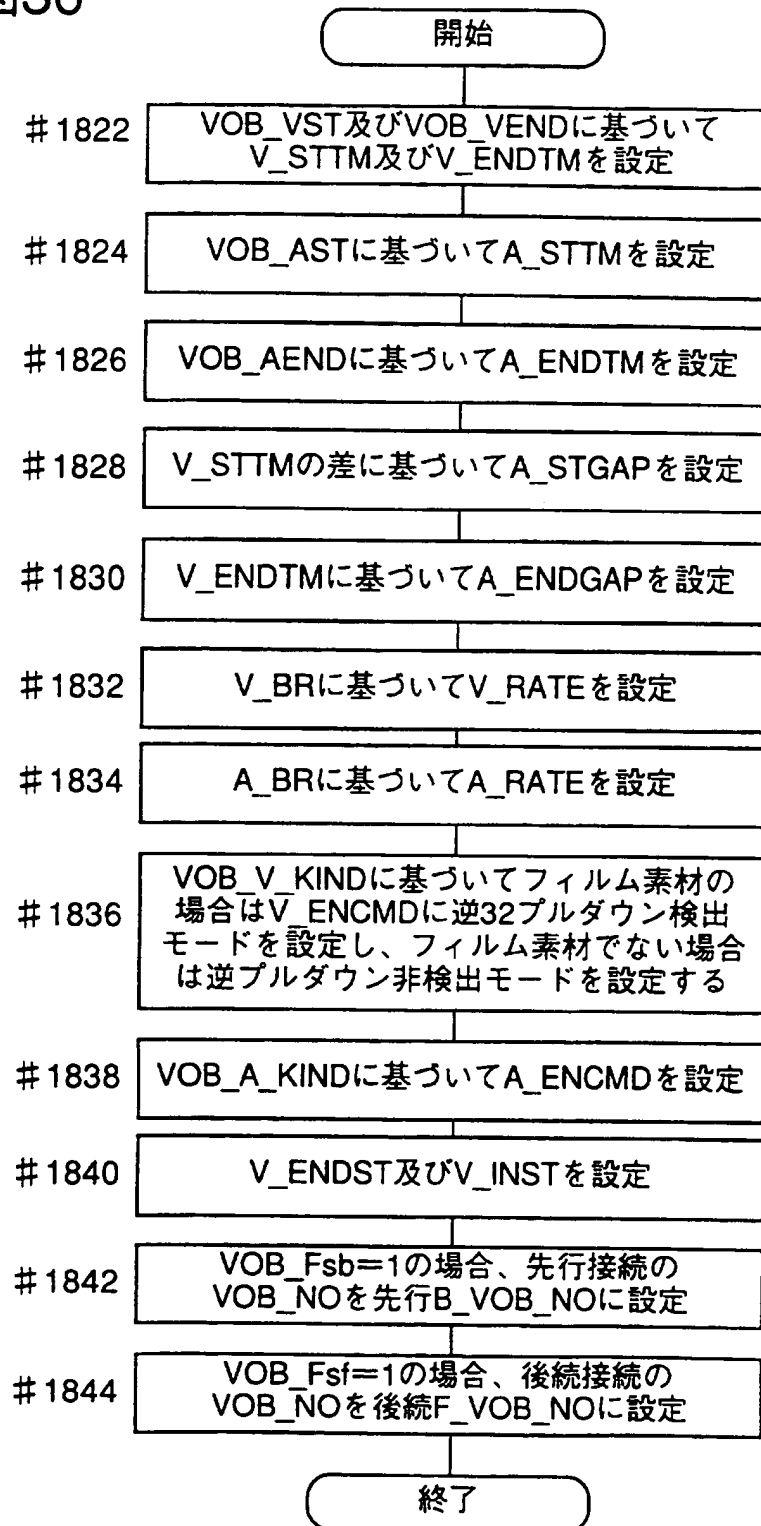 図36
開始
#1822
VOB_VST及びVOB_VENDに基づいて
V_STTM及びV_ENDTMを設定
#1824
VOB_ASTに基づいてA_STTMを設定
#1826
VOB_AENDに基づいてA_ENDTMを設定
#1828
V_STTMの差に基づいてA_STGAPを設定
#1830
V_ENDTMに基づいてA_ENDGAPを設定
#1832
V_BRに基づいてV_RATEを設定
#1834
A_BRに基づいてA_RATEを設定
#1836
VOB_V_KINDに基づいてフィルム素材の
場合はV_ENCMDに逆32プルダウン検出
モードを設定し、フィルム素材でない場合
は逆プルダウン非検出モードを設定する
#1838
VOB_A_KINDに基づいてA_ENCMDを設定
#1840
V_ENDST及びV_INSTを設定
#1842
VOB_Fsb=1の場合、先行接続の
VOB_NOを先行B_VOB_NOに設定
#1844
VOB_Fsf=1の場合、後続接続の
VOB_NOを後続F_VOB_NOに設定
終了